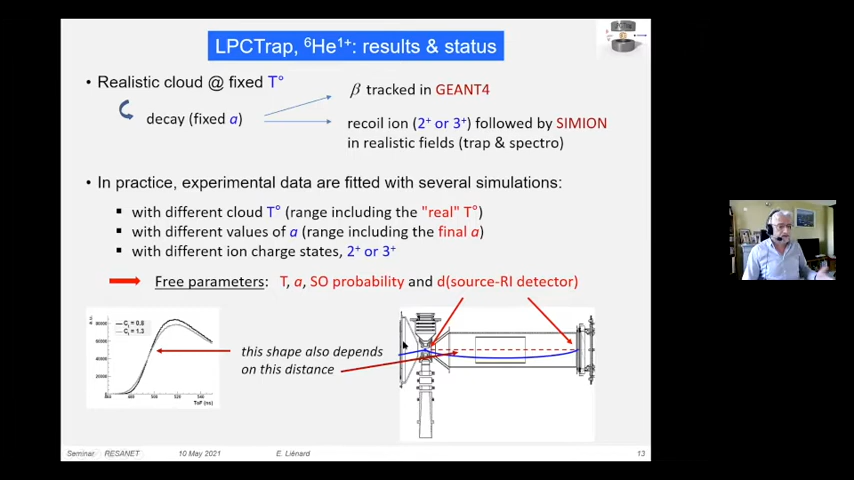 LPCTrap, ⁶He¹⁺: results & status
• Realistic cloud @ fixed T°
β tracked in GEANT4
decay (fixed a)
recoil ion (2⁺ or 3⁺) followed by SIMION
in realistic fields (trap & spectro)
• In practice, experimental data are fitted with several simulations:
▪ with different cloud T° (range including the "real" T°)
▪ with different values of a (range including the final a)
▪ with different ion charge states, 2⁺ or 3⁺
Free parameters: T, a, SO probability and d(source-RI detector)
this shape also depends
on this distance
ToF (ns)
Seminar RESANET 10 May 2021 E. Liénard 13